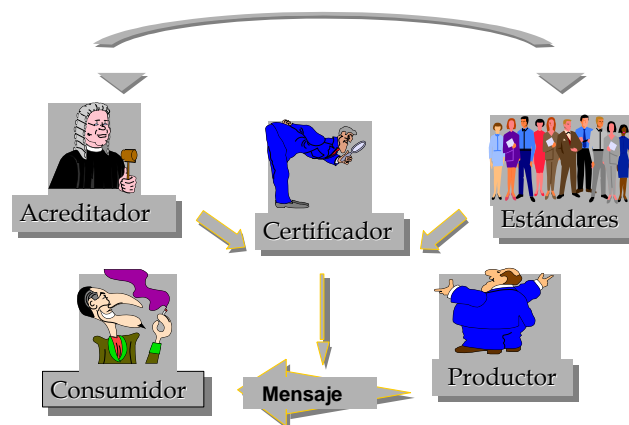 Acreditador
Certificador
Estándares
Consumidor
Mensaje
Productor